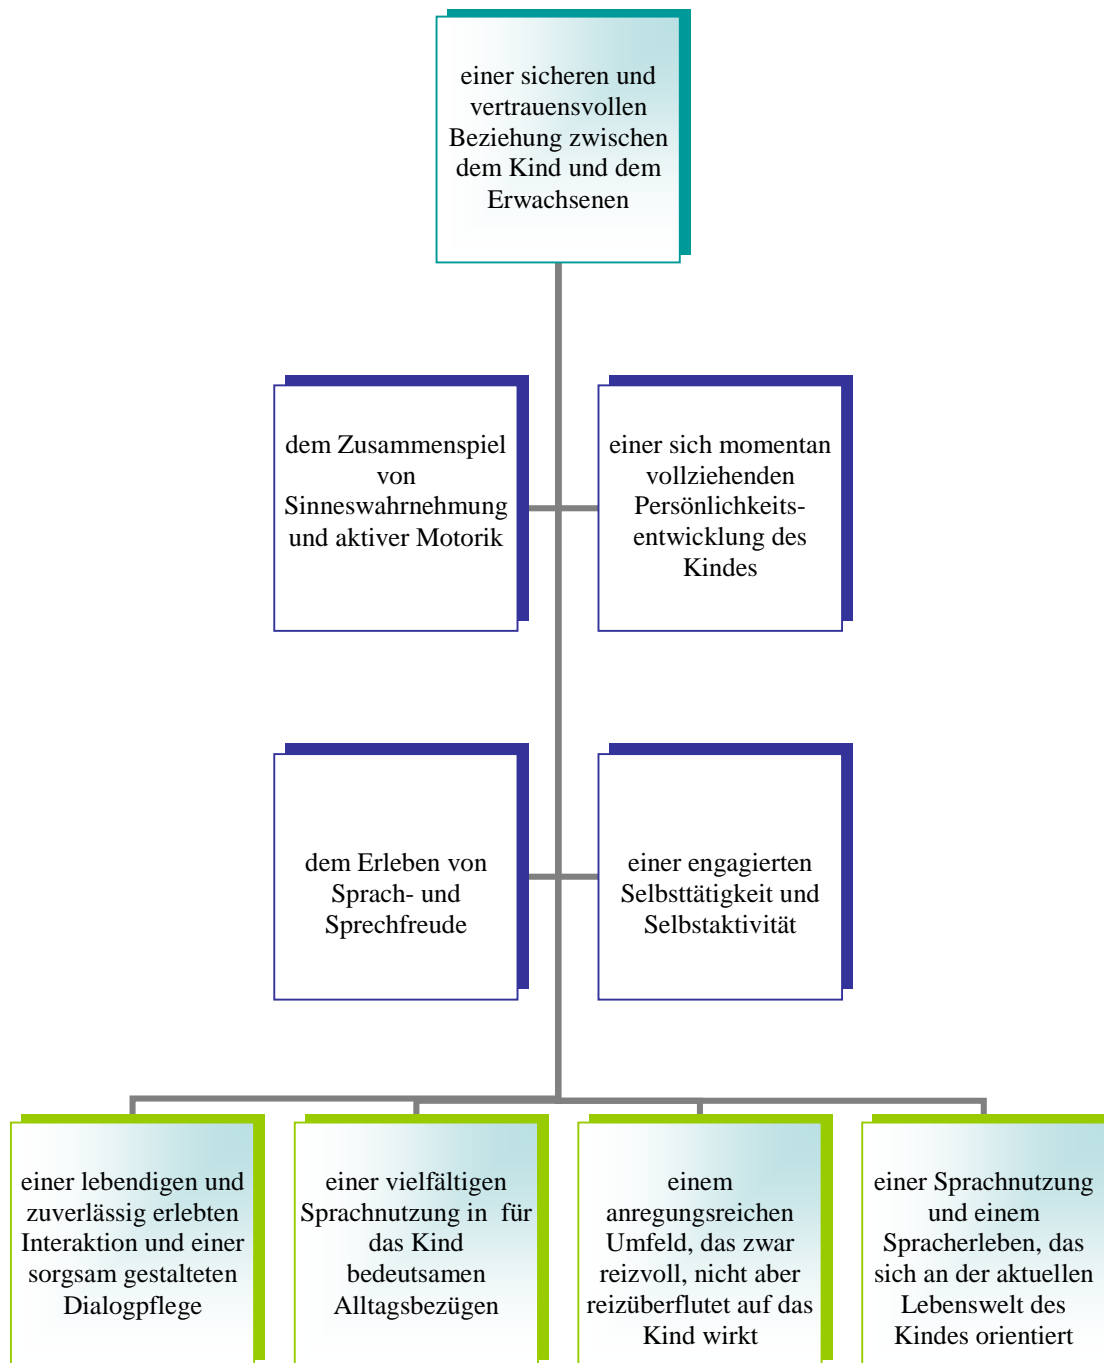 einer sicheren und
vertrauensvollen
Beziehung zwischen
dem Kind und dem
Erwachsenen
dem Zusammenspiel
von
Sinneswahrnehmung
und aktiver Motorik
einer sich momentan
vollziehenden
Persönlichkeits-
entwicklung des
Kindes
dem Erleben von
Sprach- und
Sprechfreude
einer engagierten
Selbsttätigkeit und
Selbstaktivität
einer lebendigen und
zuverlässig erlebten
Interaktion und einer
sorgsam gestalteten
Dialogpflege
einer vielfältigen
Sprachnutzung in  für
das Kind
bedeutsamen
Alltagsbezügen
einem
anregungsreichen
Umfeld, das zwar
reizvoll, nicht aber
reizüberflutet auf das
Kind wirkt
einer Sprachnutzung
und einem
Spracherleben, das
sich an der aktuellen
Lebenswelt des
Kindes orientiert